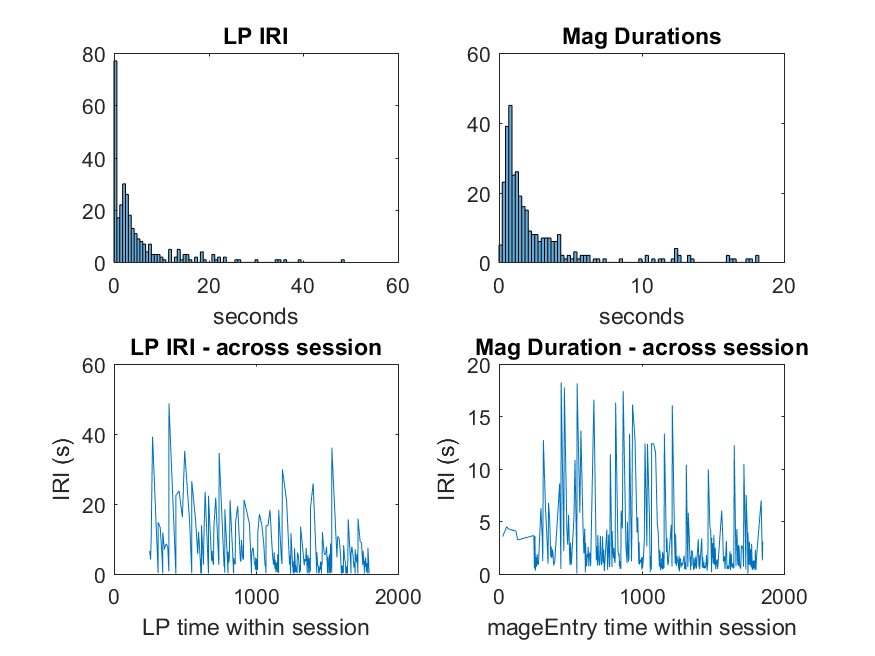 LP IRI
80
60
40
20
0
0 20 40 60
seconds
Mag Durations
60
40
20
0
0 10 20
seconds
LP IRI - across session
60
40
20
0
IRI (s)
0 1000 2000
LP time within session
Mag Duration - across session
20
15
10
5
0
IRI (s)
0 1000 2000
mageEntry time within session